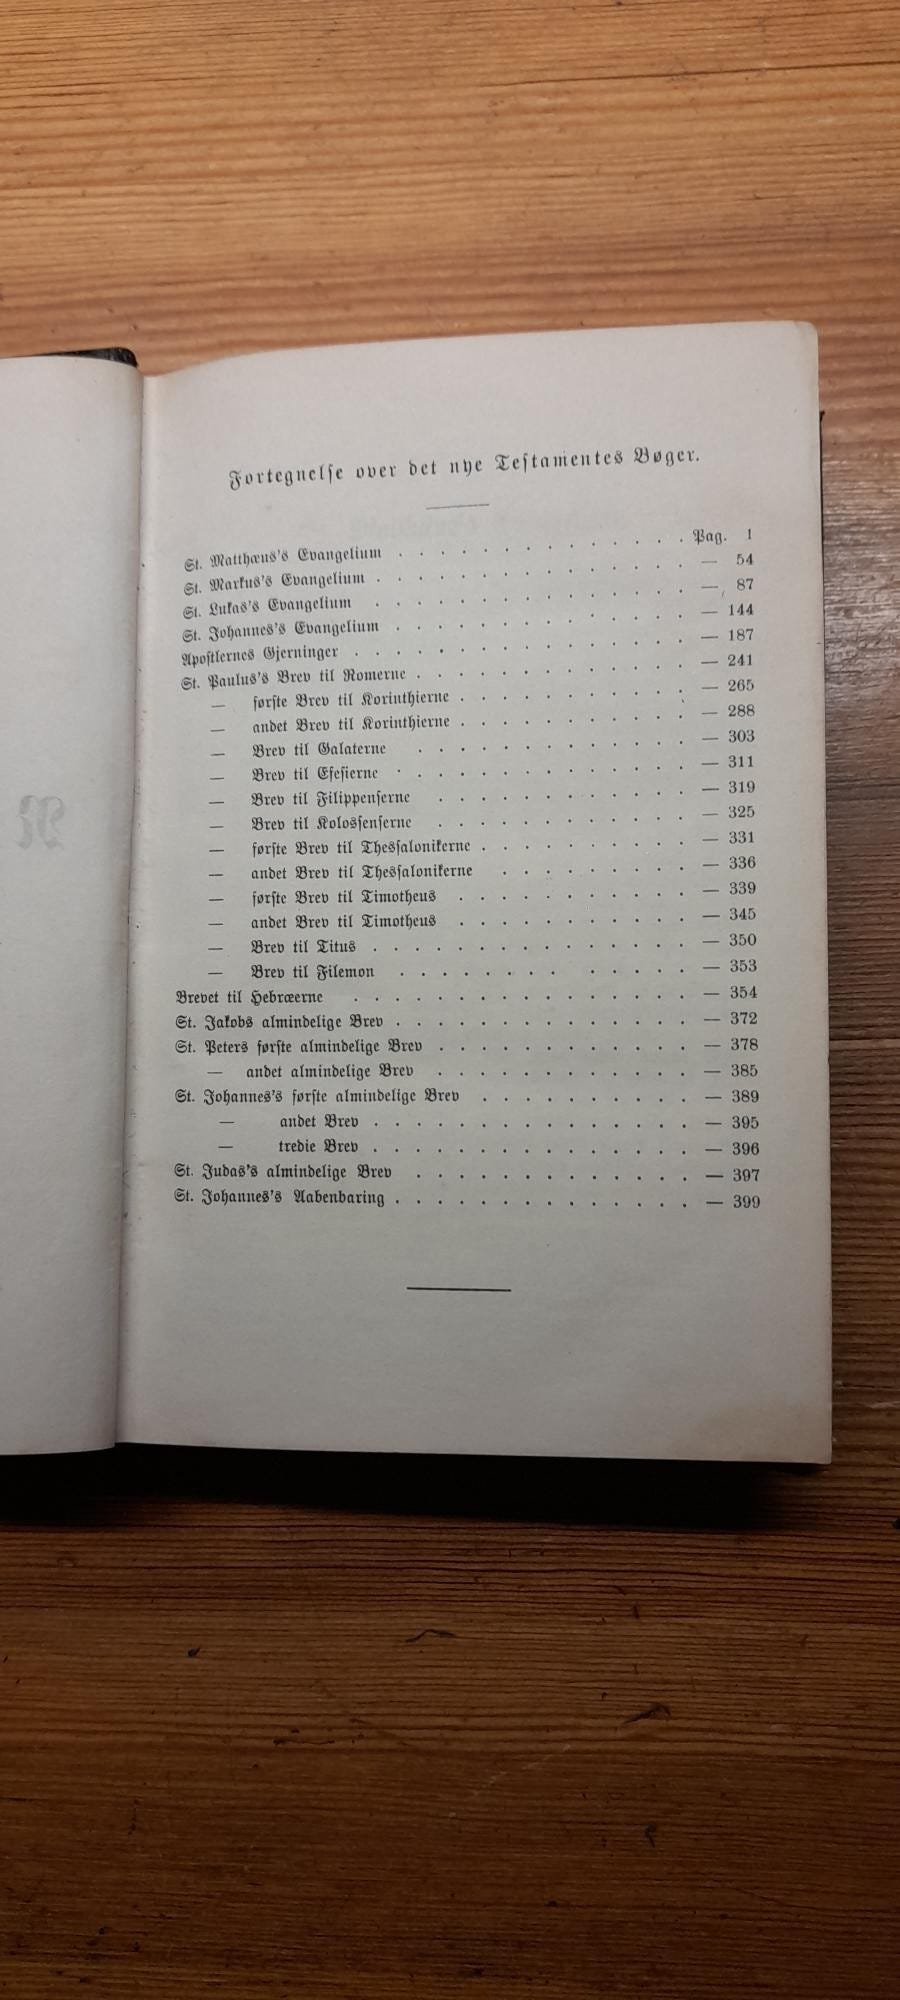 Fortegnelse over det nye Testamentes Bøger.
St. Matthæus's Evangelium . . . . . . . . . . . . . Pag. 1
St. Markus's Evangelium . . . . . . . . . . . . . . — 54
St. Lukas's Evangelium . . . . . . . . . . . . . . — 87
St. Johannes's Evangelium . . . . . . . . . . . . . — 144
Apostlernes Gjerninger . . . . . . . . . . . . . . — 187
St. Paulus's Brev til Romerne . . . . . . . . . . . . — 241
— første Brev til Korinthierne . . . . . . . . . . . — 265
— andet Brev til Korinthierne . . . . . . . . . . . — 288
— Brev til Galaterne . . . . . . . . . . . . . — 303
— Brev til Efesierne . . . . . . . . . . . . . — 311
— Brev til Filippenserne . . . . . . . . . . . . — 319
— Brev til Kolossenserne . . . . . . . . . . . . — 325
— første Brev til Thessalonikerne . . . . . . . . . . — 331
— andet Brev til Thessalonikerne . . . . . . . . . — 336
— første Brev til Timotheus . . . . . . . . . . . — 339
— andet Brev til Timotheus . . . . . . . . . . . — 345
— Brev til Titus . . . . . . . . . . . . . . — 350
— Brev til Filemon . . . . . . . . . . . . — 353
Brevet til Hebræerne . . . . . . . . . . . . . . . — 354
St. Jakobs almindelige Brev . . . . . . . . . . . . . — 372
St. Peters første almindelige Brev . . . . . . . . . . . — 378
— andet almindelige Brev . . . . . . . . . . . — 385
St. Johannes's første almindelige Brev . . . . . . . . . — 389
— andet Brev . . . . . . . . . . . . . . — 395
— tredie Brev . . . . . . . . . . . . . . — 396
St. Judas's almindelige Brev . . . . . . . . . . . . — 397
St. Johannes's Aabenbaring . . . . . . . . . . . . . — 399